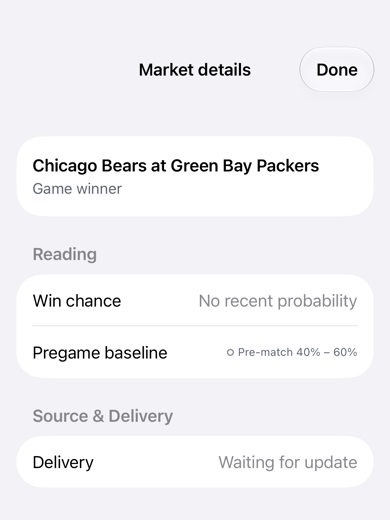 Market details
Done
Chicago Bears at Green Bay Packers
Game winner
Reading
Win chance No recent probability
Pregame baseline Pre-match 40% – 60%
Source & Delivery
Delivery Waiting for update